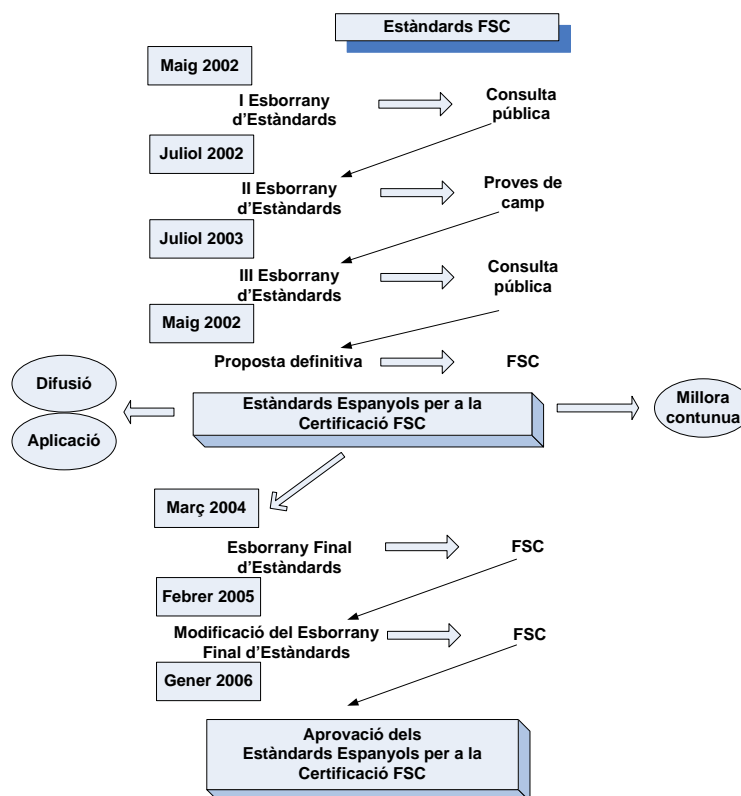 Estàndards FSC
Maig 2002
I Esborrany
d'Estàndards
Consulta
pública
Juliol 2002
II Esborrany
d'Estàndards
Proves de
camp
Juliol 2003
III Esborrany
d'Estàndards
Consulta
pública
Maig 2002
Proposta definitiva
FSC
Difusió
Aplicació
Estàndards Espanyols per a la
Certificació FSC
Millora
contunua
Març 2004
Esborrany Final
d'Estàndards
FSC
Febrer 2005
Modificació del Esborrany
Final d'Estàndards
FSC
Gener 2006
Aprovació dels
Estàndards Espanyols per a la
Certificació FSC